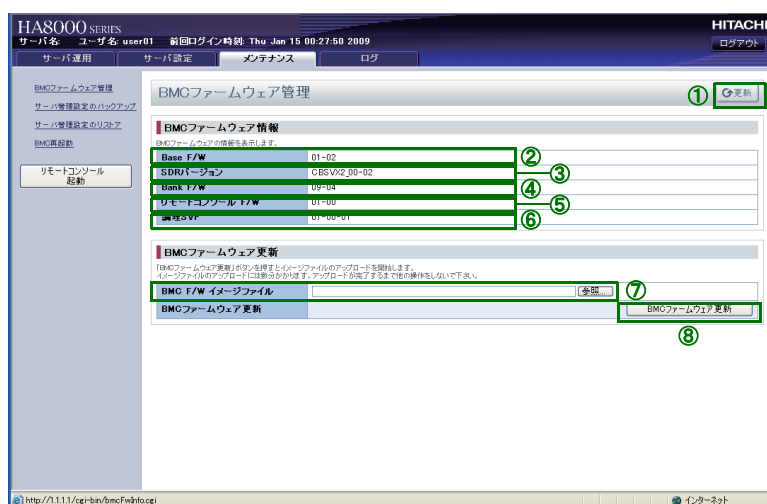 HA8000 SERIES
HITACHI
サーバ名: ユーザ名: user01 前回ログイン時刻: Thu Jan 15 00:27:50 2009
ログアウト
サーバ運用 サーバ設定 メンテナンス ログ
BMCファームウェア管理
サーバ管理設定のバックアップ
サーバ管理設定のリストア
BMC再起動
リモートコンソール
起動
BMCファームウェア管理
① 更新
BMCファームウェア情報
BMCファームウェアの情報を表示します。
Base F/W 01-02 ②
SDRバージョン CBSVX2_00-02 ③
Bank F/W 09-04 ④
リモートコンソール F/W 01-00 ⑤
論理SVP 01-00-01 ⑥
BMCファームウェア更新
「BMCファームウェア更新」ボタンを押すとイメージファイルのアップロードを開始します。
イメージファイルのアップロードには数分かかります。アップロードが完了するまで他の操作をしないで下さい。
BMC F/W イメージファイル 参照... ⑦
BMCファームウェア更新 BMCファームウェア更新
⑧
http://1.1.1.1/cgi-bin/bmcFwInfo.cgi インターネット